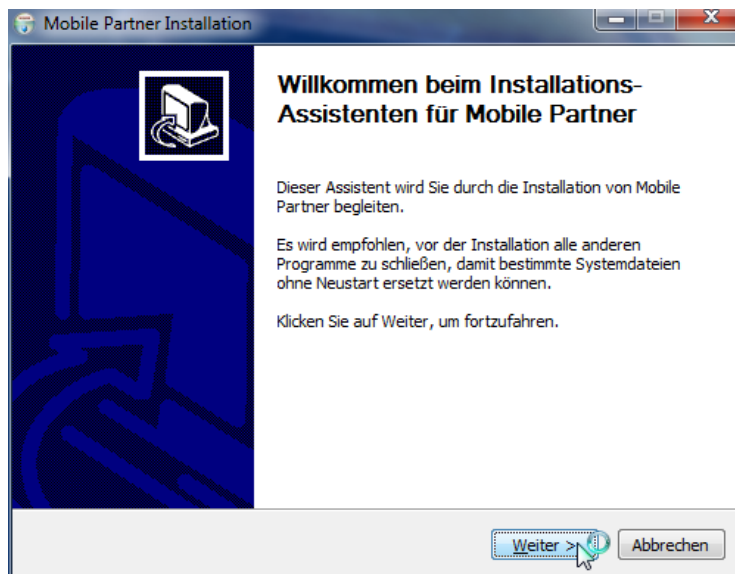 Mobile Partner Installation
Willkommen beim Installations-
Assistenten für Mobile Partner
Dieser Assistent wird Sie durch die Installation von Mobile
Partner begleiten.
Es wird empfohlen, vor der Installation alle anderen
Programme zu schließen, damit bestimmte Systemdateien
ohne Neustart ersetzt werden können.
Klicken Sie auf Weiter, um fortzufahren.
Weiter > Abbrechen